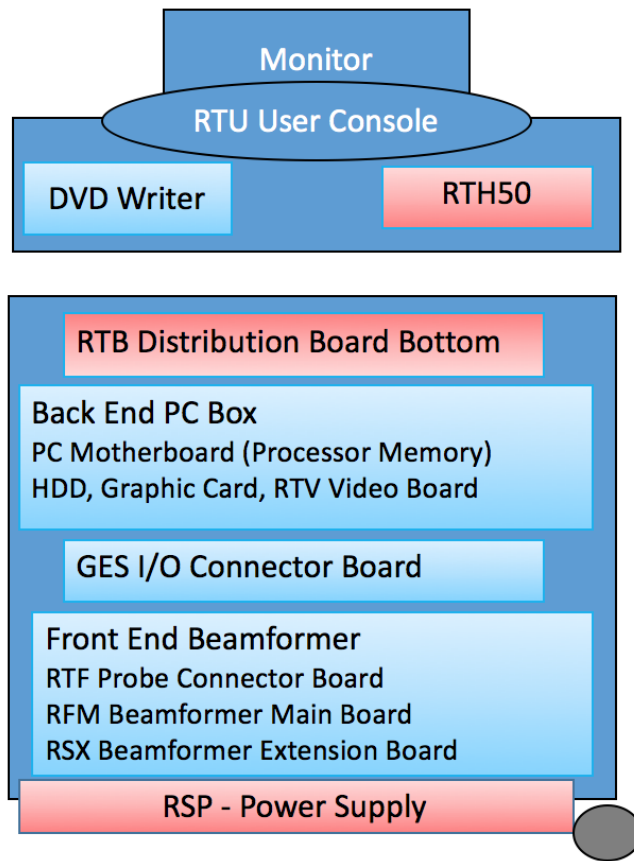 Monitor
RTU User Console
DVD Writer
RTH50
RTB Distribution Board Bottom
Back End PC Box
PC Motherboard (Processor Memory)
HDD, Graphic Card, RTV Video Board
GES I/O Connector Board
Front End Beamformer
RTF Probe Connector Board
RFM Beamformer Main Board
RSX Beamformer Extension Board
RSP - Power Supply